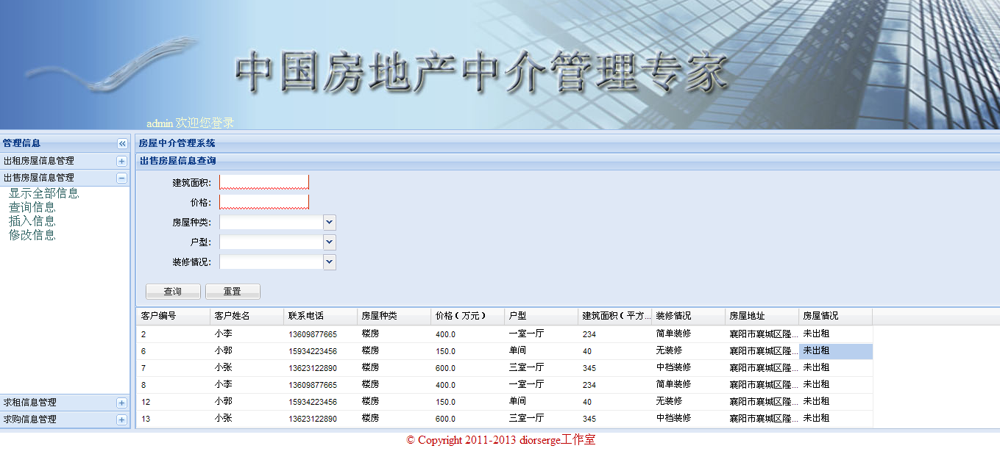 中国房地产中介管理专家
admin 欢迎您登录
管理信息
出租房屋信息管理
出售房屋信息管理
显示全部信息
查询信息
插入信息
修改信息
求租信息管理
求购信息管理
房屋中介管理系统
出售房屋信息查询
建筑面积:
价格:
房屋种类:
户型:
装修情况:
查询 重置
客户编号 客户姓名 联系电话 房屋种类 价格（万元） 户型 建筑面积（平方... 装修情况 房屋地址 房屋情况
2 小李 13609877665 楼房 400.0 一室一厅 234 简单装修 襄阳市襄城区隆... 未出租
6 小郭 15934223456 楼房 150.0 单间 40 无装修 襄阳市襄城区隆... 未出租
7 小张 13623122890 楼房 600.0 三室一厅 345 中档装修 襄阳市襄城区隆... 未出租
8 小李 13609877665 楼房 400.0 一室一厅 234 简单装修 襄阳市襄城区隆... 未出租
12 小郭 15934223456 楼房 150.0 单间 40 无装修 襄阳市襄城区隆... 未出租
13 小张 13623122890 楼房 600.0 三室一厅 345 中档装修 襄阳市襄城区隆... 未出租
© Copyright 2011-2013 diorserge工作室